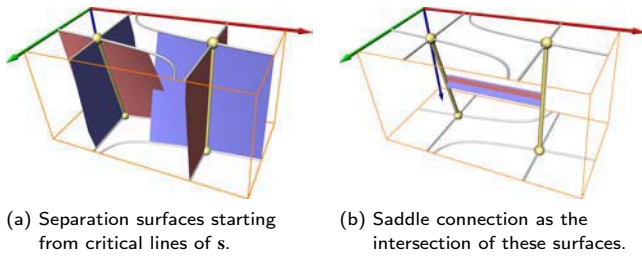 (a) Separation surfaces starting
from critical lines of s.
(b) Saddle connection as the
intersection of these surfaces.